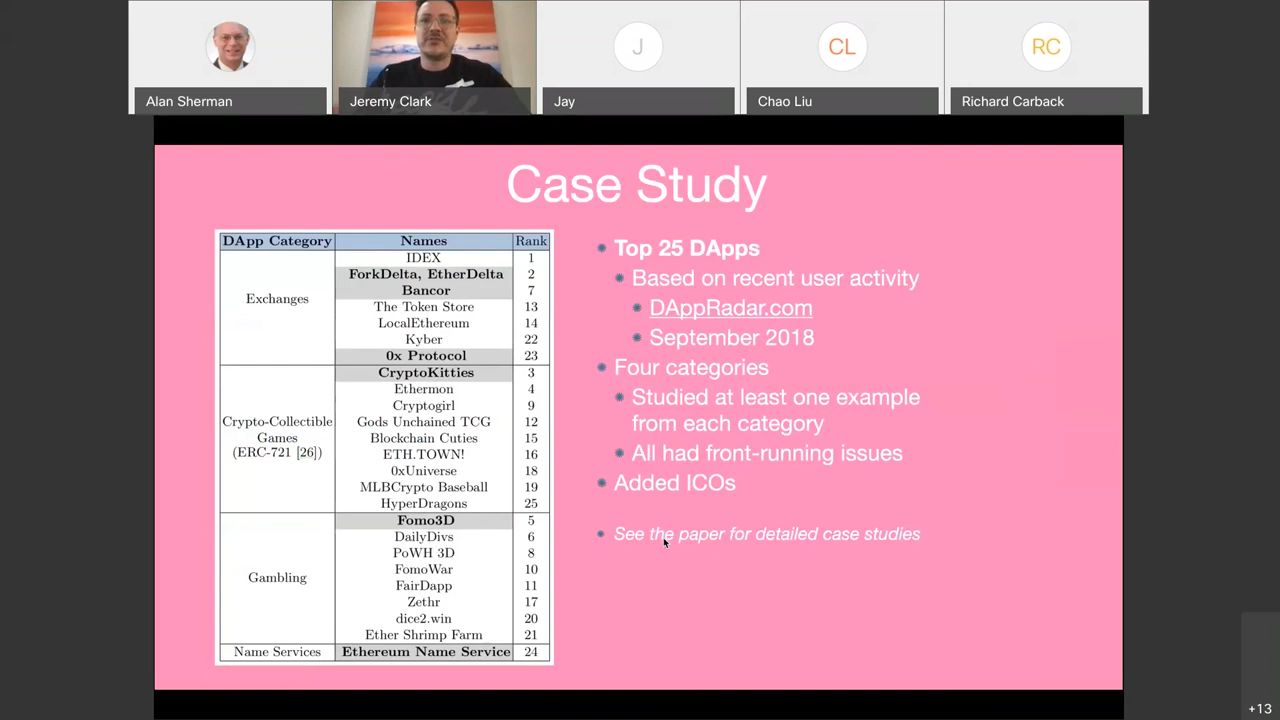 J
CL
RC
Alan Sherman
Jeremy Clark
Jay
Chao Liu
Richard Carback
Case Study
DApp Category Names Rank
Exchanges
IDEX 1
ForkDelta, EtherDelta 2
Bancor 7
The Token Store 13
LocalEthereum 14
Kyber 22
0x Protocol 23
Crypto-Collectible
Games
(ERC-721 [26])
CryptoKitties 3
Ethermon 4
Cryptogirl 9
Gods Unchained TCG 12
Blockchain Cuties 15
ETH.TOWN! 16
0xUniverse 18
MLBCrypto Baseball 19
HyperDragons 25
Gambling
Fomo3D 5
DailyDivs 6
PoWH 3D 8
FomoWar 10
FairDapp 11
Zethr 17
dice2.win 20
Ether Shrimp Farm 21
Name Services Ethereum Name Service 24
Top 25 DApps
Based on recent user activity
DAppRadar.com
September 2018
Four categories
Studied at least one example
from each category
All had front-running issues
Added ICOs
See the paper for detailed case studies
+13